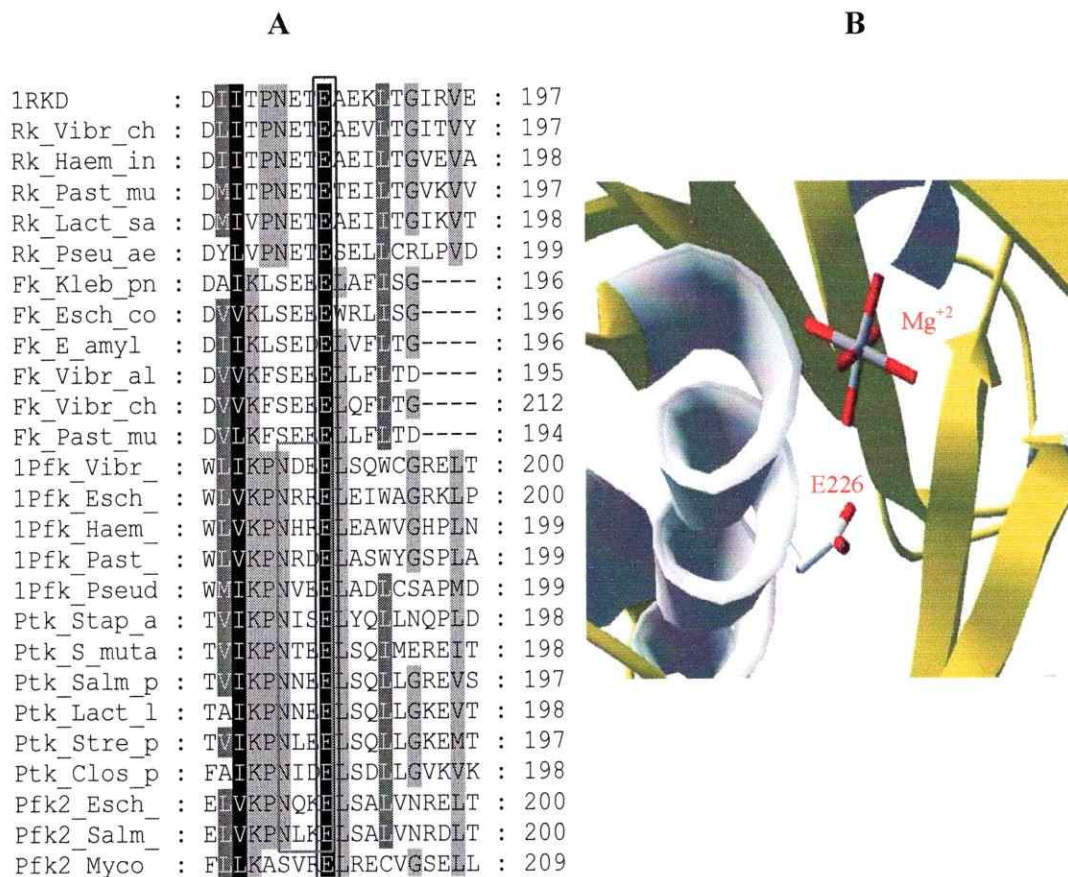 A
B
1RKD : DIITPNETEAEKLTGIRVE : 197
Rk_Vibr_ch : DLITPNETEAEVLTGITVY : 197
Rk_Haem_in : DIITPNETEAEILTGVEVA : 198
Rk_Past_mu : DMITPNETETEILTGVKVV : 197
Rk_Lact_sa : DMIVPNETEAEIITGIKVT : 198
Rk_Pseu_ae : DYLVPNETESELLCRLPVD : 199
Fk_Kleb_pn : DAIKLSEEELAFISG---- : 196
Fk_Esch_co : DVVKLSEEEWRLISG---- : 196
Fk_E_amyl : DIIKLSEDELVFLTG---- : 196
Fk_Vibr_al : DVVKFSEEELLFLTD---- : 195
Fk_Vibr_ch : DVVKFSEEELQFLTG---- : 212
Fk_Past_mu : DVLKFSEEELLFLTD---- : 194
1Pfk_Vibr_ : WLIKPNDEELSQWCGRELT : 200
1Pfk_Esch_ : WLVKPNRRELEIWAGRKLP : 200
1Pfk_Haem_ : WLVKPNHRELEAWVGHPLN : 199
1Pfk_Past_ : WLVKPNRDELASWYGSPLA : 199
1Pfk_Pseud : WMIKPNVEELADLCSAPMD : 199
Ptk_Stap_a : TVIKPNISELYQLLNQPLD : 198
Ptk_S_muta : TVIKPNTEELSQIMEREIT : 198
Ptk_Salm_p : TVIKPNNEELSQLLGREVS : 197
Ptk_Lact_l : TAIKPNNEELSQLLGKEVT : 198
Ptk_Stre_p : TVIKPNLEELSQLLGKEMT : 197
Ptk_Clos_p : FAIKPNIDELSDLLGVKVK : 198
Pfk2_Esch_ : ELVKPNQKELSALVNRELT : 200
Pfk2_Salm_ : ELVKPNLKELSALVNRDLT : 200
Pfk2_Myco : FLLKASVRELRECVGSELL : 209
Mg+2
E226